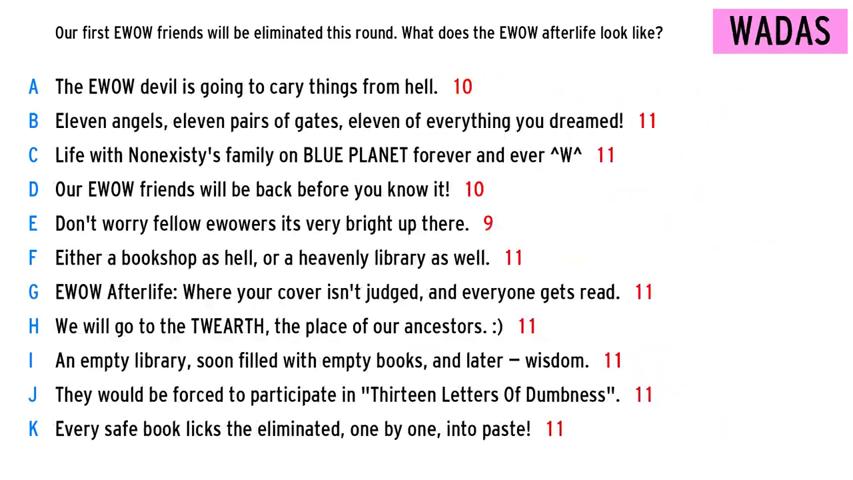 Our first EWOW friends will be eliminated this round. What does the EWOW afterlife look like?
WADAS
A The EWOW devil is going to cary things from hell. 10
B Eleven angels, eleven pairs of gates, eleven of everything you dreamed! 11
C Life with Nonexisty's family on BLUE PLANET forever and ever ^W^ 11
D Our EWOW friends will be back before you know it! 10
E Don't worry fellow ewowers its very bright up there. 9
F Either a bookshop as hell, or a heavenly library as well. 11
G EWOW Afterlife: Where your cover isn't judged, and everyone gets read. 11
H We will go to the TWEARTH, the place of our ancestors. :) 11
I An empty library, soon filled with empty books, and later – wisdom. 11
J They would be forced to participate in "Thirteen Letters Of Dumbness". 11
K Every safe book licks the eliminated, one by one, into paste! 11